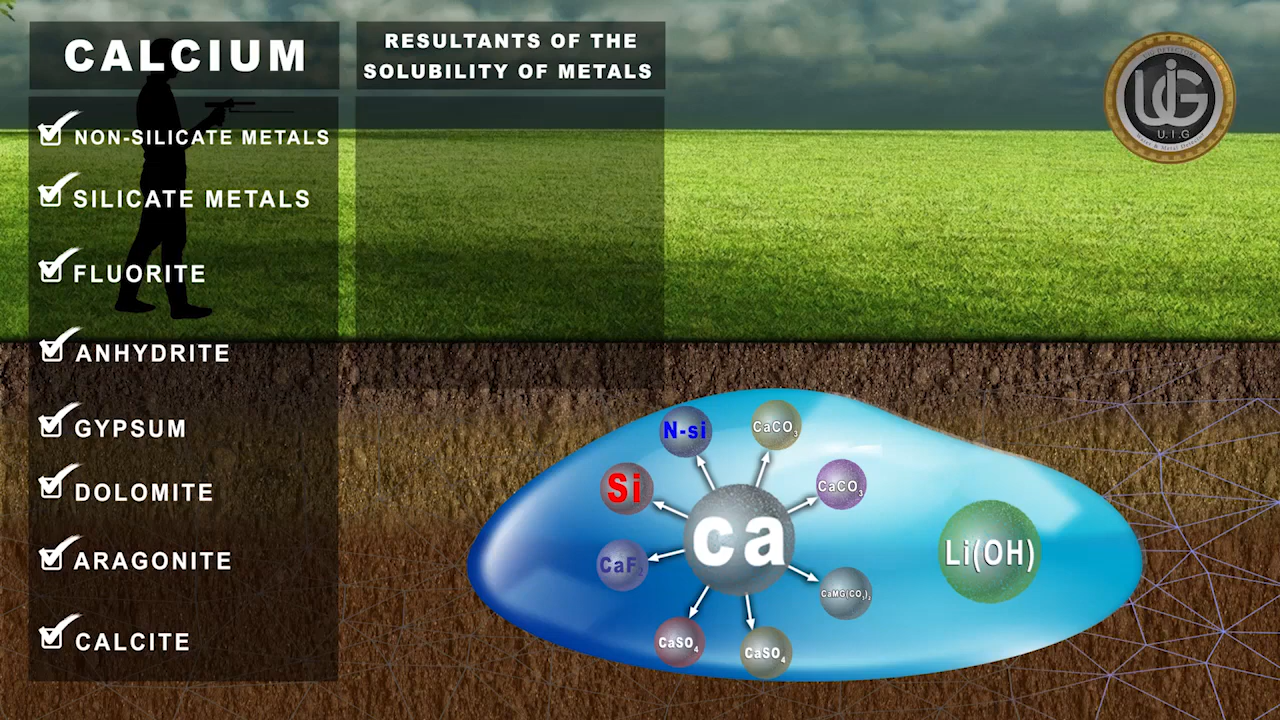 CALCIUM
NON-SILICATE METALS
SILICATE METALS
FLUORITE
ANHYDRITE
GYPSUM
DOLOMITE
ARAGONITE
CALCITE
RESULTANTS OF THE
SOLUBILITY OF METALS
UIG
U.I.G
N-si
CaCO₃
Si
CaCO₃
ca
Li(OH)
CaF₂
CaMG(CO₃)₂
CaSO₄
CaSO₄